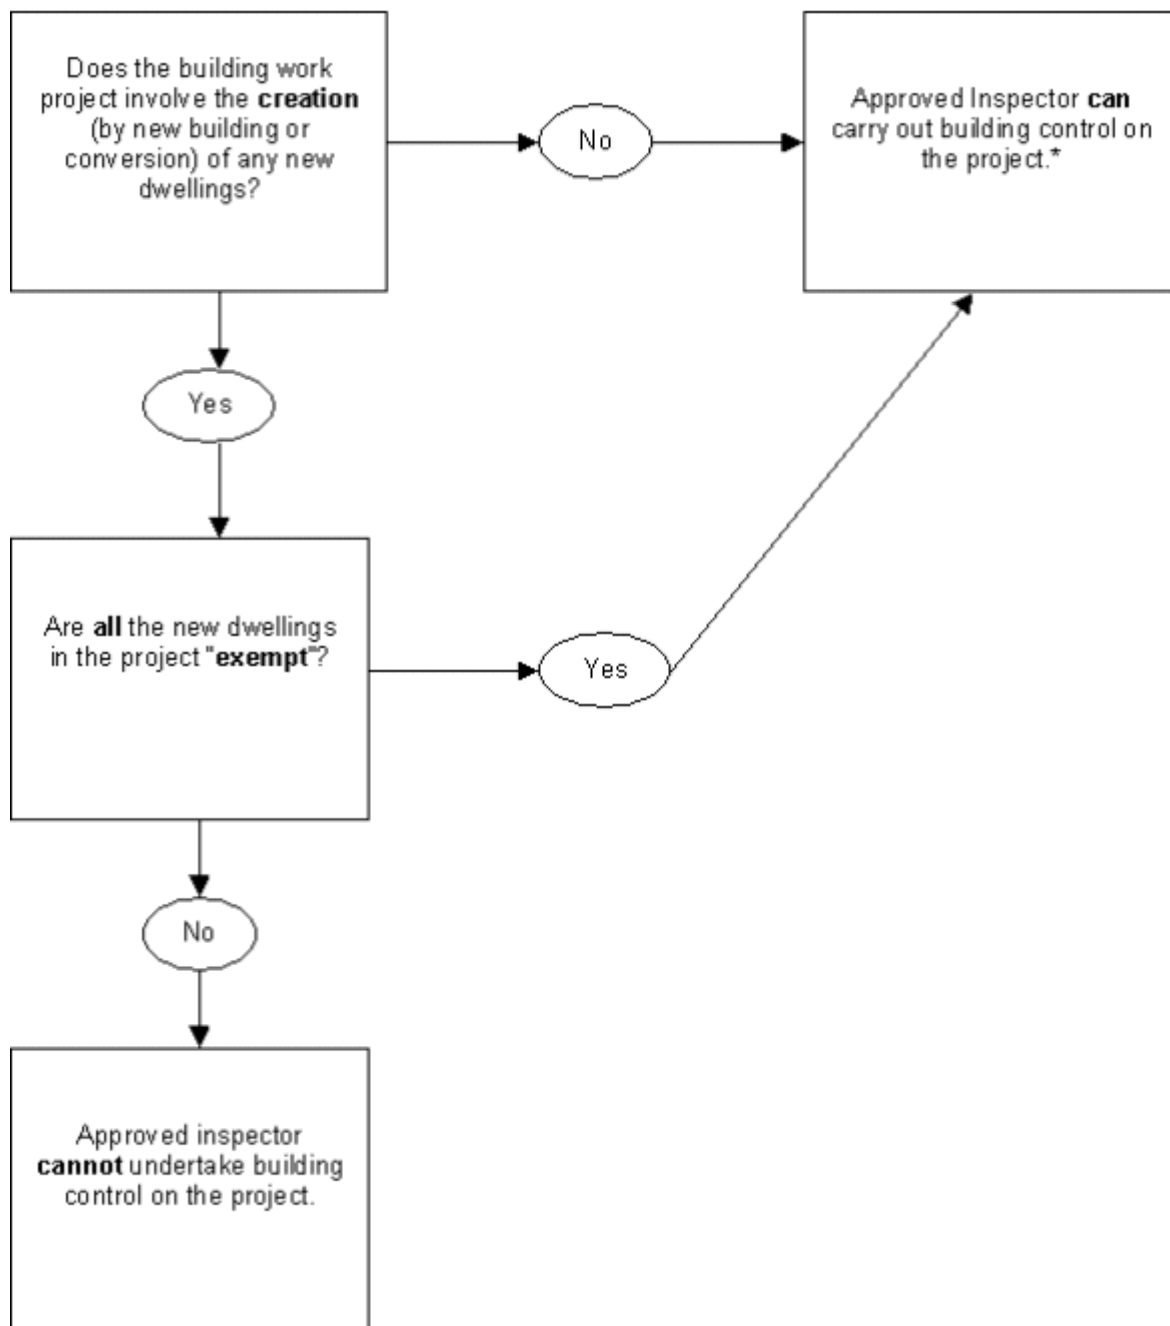 Does the building work
project involve the creation
(by new building or
conversion) of any new
dwellings?
No
Approved Inspector can
carry out building control on
the project.*
Yes
Are all the new dwellings
in the project "exempt"?
Yes
No
Approved inspector
cannot undertake building
control on the project.